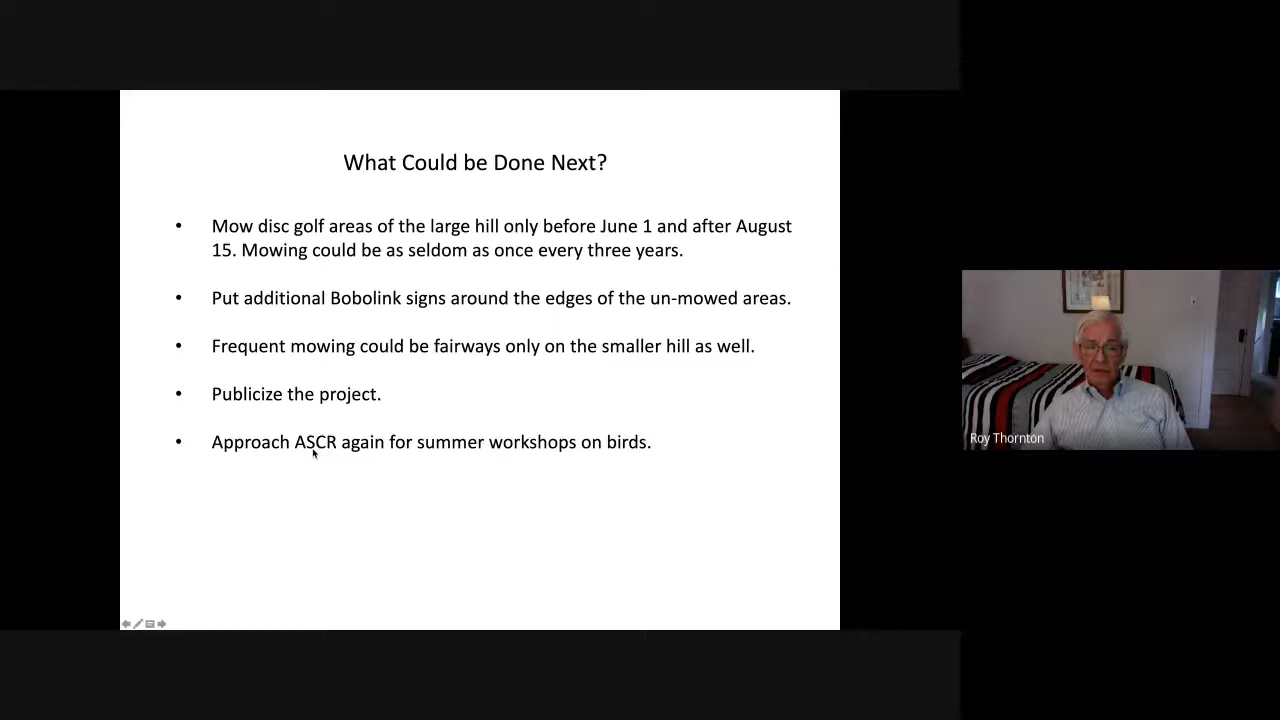 What Could be Done Next?
• Mow disc golf areas of the large hill only before June 1 and after August
15. Mowing could be as seldom as once every three years.
• Put additional Bobolink signs around the edges of the un-mowed areas.
• Frequent mowing could be fairways only on the smaller hill as well.
• Publicize the project.
• Approach ASCR again for summer workshops on birds.
Roy Thornton